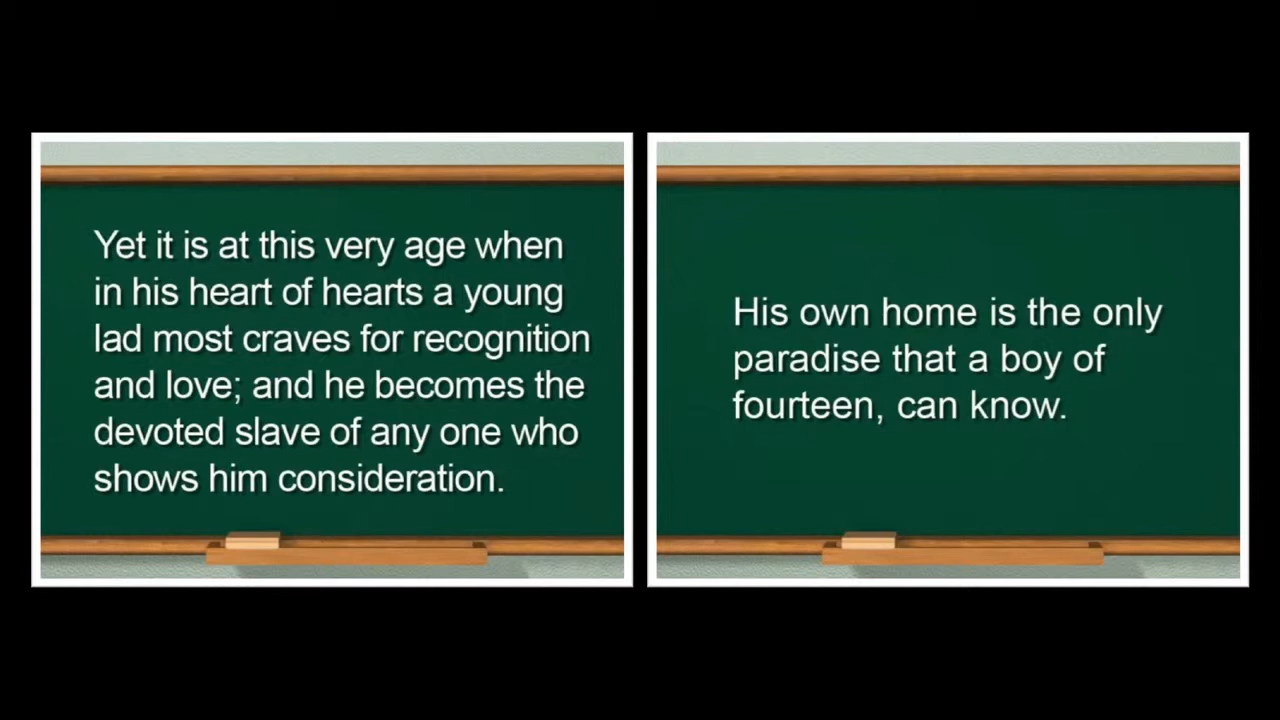 Yet it is at this very age when
in his heart of hearts a young
lad most craves for recognition
and love; and he becomes the
devoted slave of any one who
shows him consideration.
His own home is the only
paradise that a boy of
fourteen, can know.